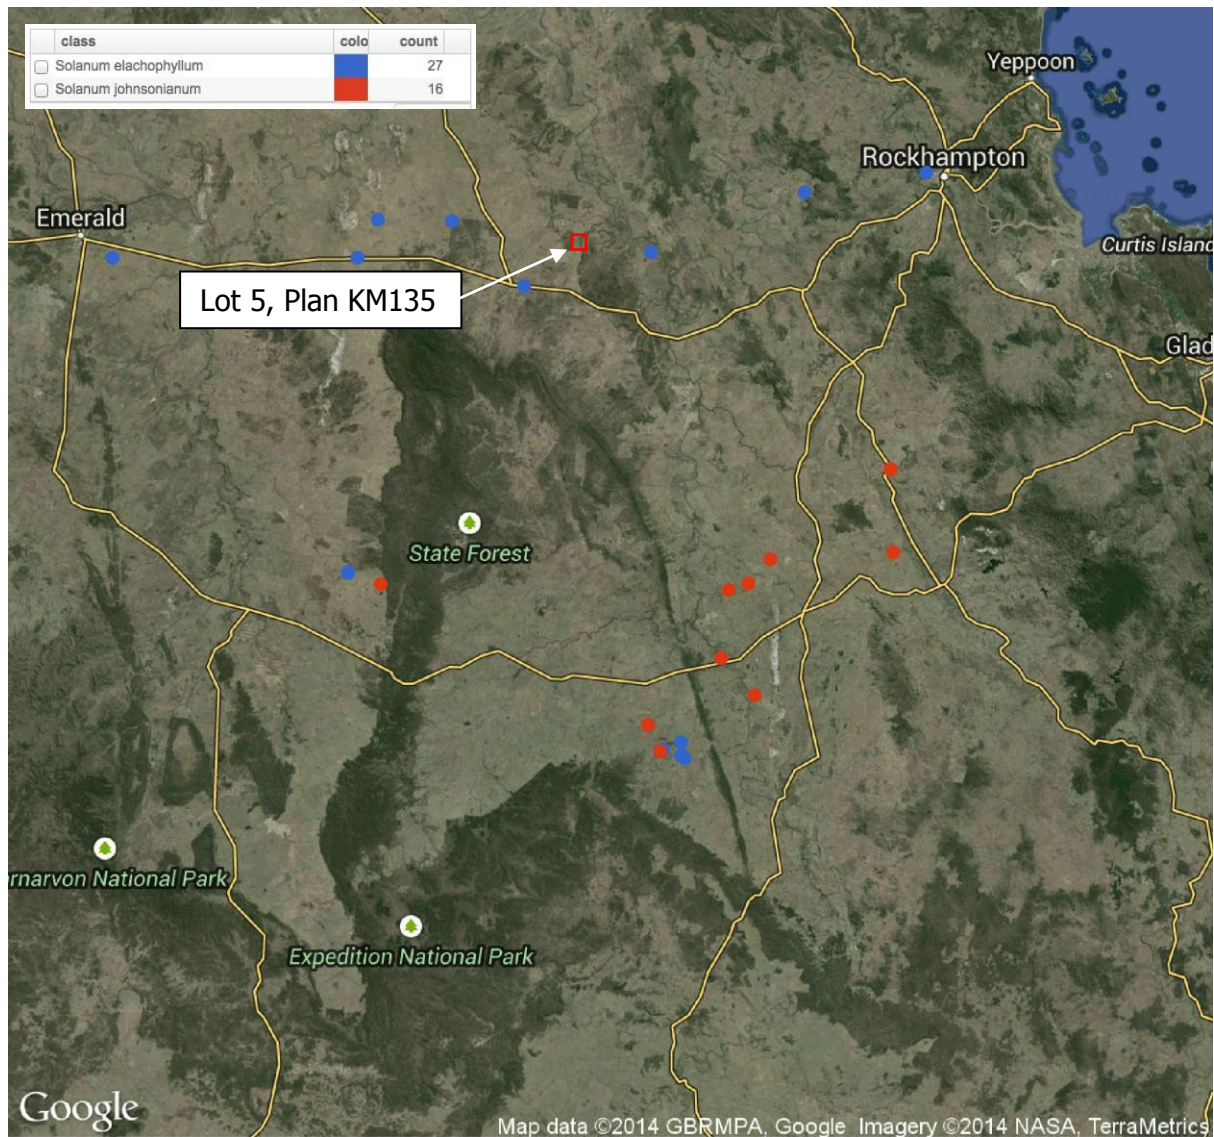 class colo count
Solanum elachophyllum 27
Solanum johnsonianum 16
Yeppoon
Rockhampton
Emerald
Curtis Island
Lot 5, Plan KM135
Glad
State Forest
rnarvon National Park
Expedition National Park
Google
Map data ©2014 GBRMPA, Google Imagery ©2014 NASA, TerraMetrics